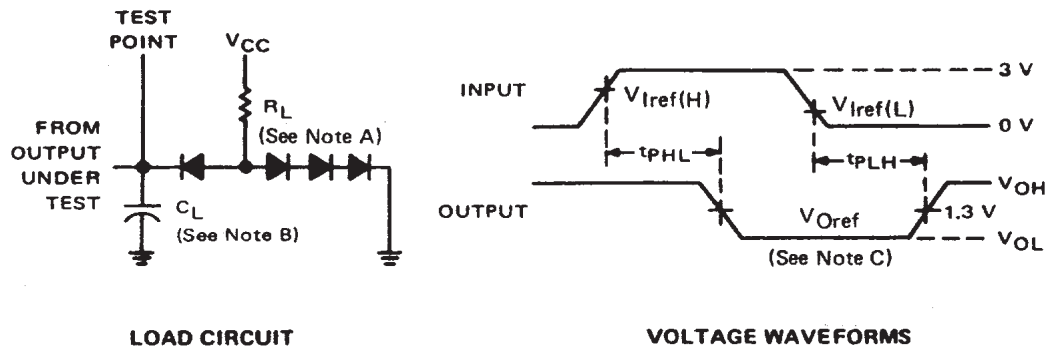 TEST
POINT
VCC
RL
(See Note A)
FROM
OUTPUT
UNDER
TEST
CL
(See Note B)
LOAD CIRCUIT
INPUT
VIref(H)
VIref(L)
3 V
0 V
tPHL
tPLH
OUTPUT
VOref
(See Note C)
VOH
1.3 V
VOL
VOLTAGE WAVEFORMS